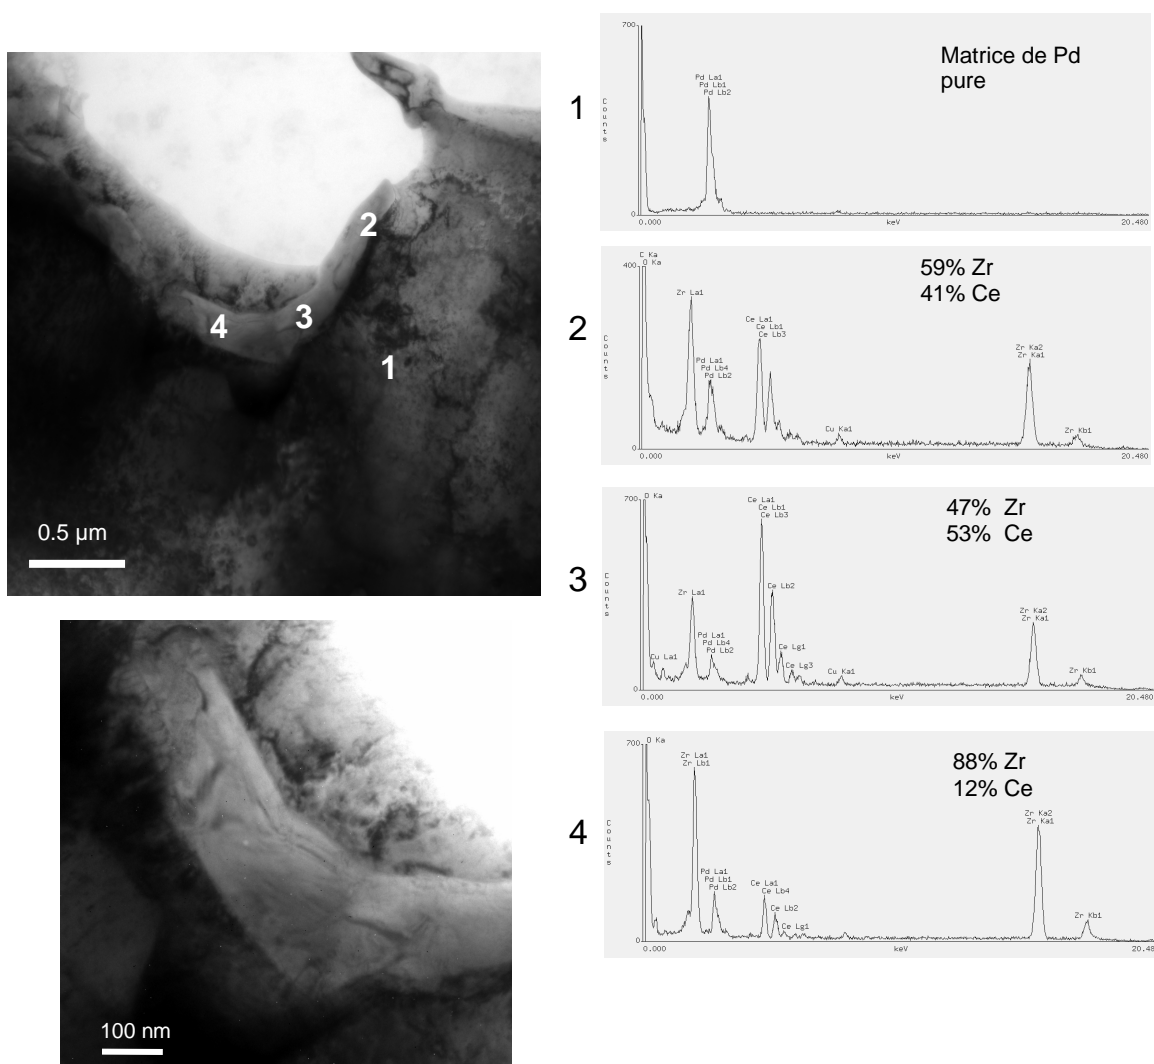 2
3
4
1
0.5 µm
100 nm
1
700
Counts
0
Pd La1
Pd Lb1
Pd Lb2
Matrice de Pd
pure
0.000
keV
20.480
2
C Ka
O Ka
400
Counts
0
Zr La1
Pd La1
Pd Lb4
Pd Lb2
Ce La1
Ce Lb1
Ce Lb3
59% Zr
41% Ce
Cu Ka1
Zr Ka2
Zr Ka1
Zr Kb1
0.000
keV
20.480
3
700
O Ka
Counts
0
Cu La1
Zr La1
Pd La1
Pd Lb4
Pd Lb2
Ce La1
Ce Lb1
Ce Lb3
Ce Lb2
Ce Lg1
Ce Lg3
47% Zr
53% Ce
Cu Ka1
Zr Ka2
Zr Ka1
Zr Kb1
0.000
keV
20.480
4
700
O Ka
Counts
0
Zr La1
Zr Lb1
Pd La1
Pd Lb1
Pd Lb2
Ce La1
Ce Lb4
Ce Lb2
Ce Lg1
88% Zr
12% Ce
Zr Ka2
Zr Ka1
Zr Kb1
0.000
keV
20.48